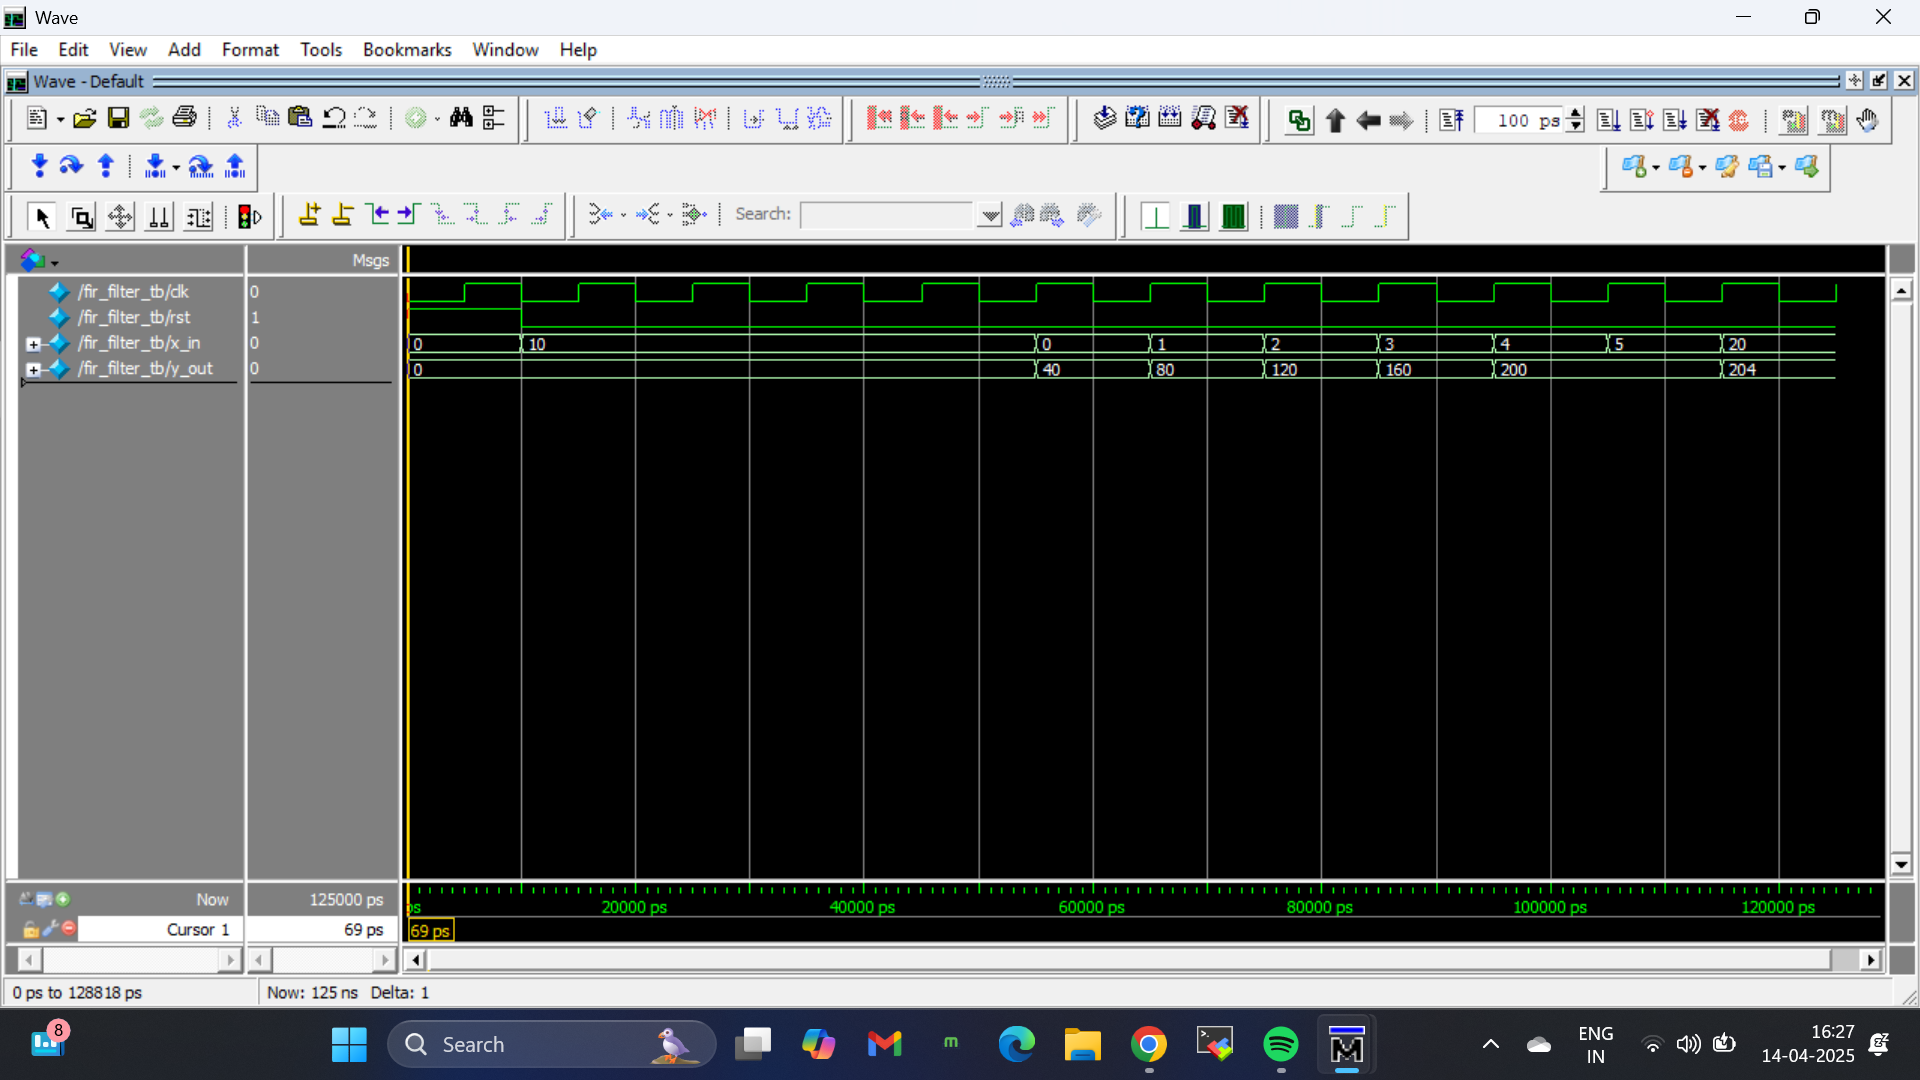 Wave
File Edit View Add Format Tools Bookmarks Window Help
Wave - Default
100 ps
Search:
Msgs
/fir_filter_tb/clk 0
/fir_filter_tb/rst 1
/fir_filter_tb/x_in 0 0 10 0 1 2 3 4 5 20
/fir_filter_tb/y_out 0 0 40 80 120 160 200 204
Now 125000 ps ps 20000 ps 40000 ps 60000 ps 80000 ps 100000 ps 120000 ps
Cursor 1 69 ps 69 ps
0 ps to 128818 ps Now: 125 ns Delta: 1
8
Search
m
M
ENG
IN
16:27
14-04-2025